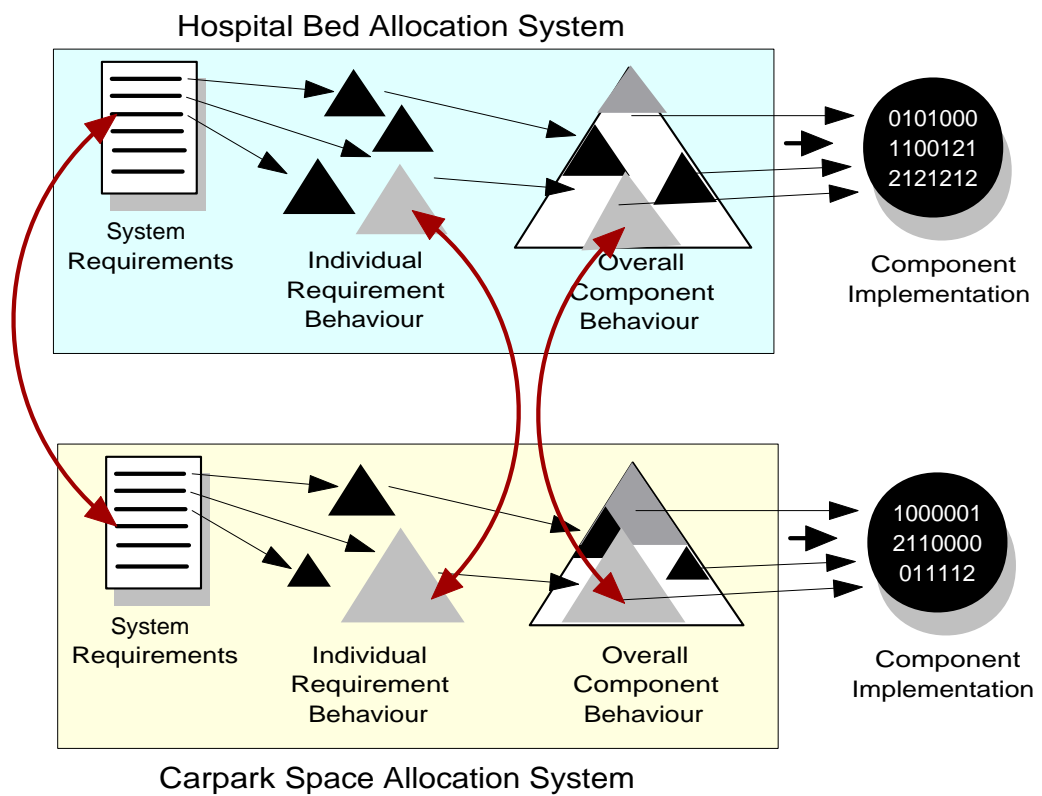 Hospital Bed Allocation System
System
Requirements
Individual
Requirement
Behaviour
Overall
Component
Behaviour
0101000
1100121
2121212
Component
Implementation
System
Requirements
Individual
Requirement
Behaviour
Overall
Component
Behaviour
1000001
2110000
011112
Component
Implementation
Carpark Space Allocation System